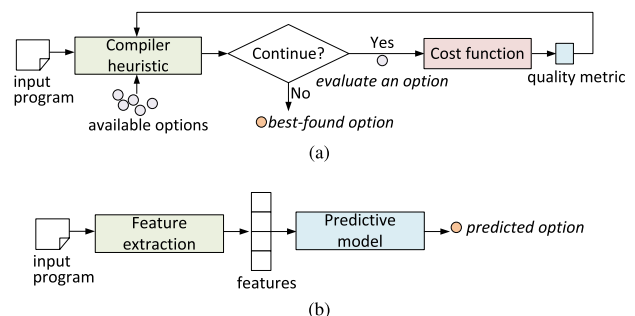 input
program
Compiler
heuristic
available options
Continue?
Yes
evaluate an option
No
best-found option
Cost function
quality metric
(a)
input
program
Feature
extraction
features
Predictive
model
predicted option
(b)